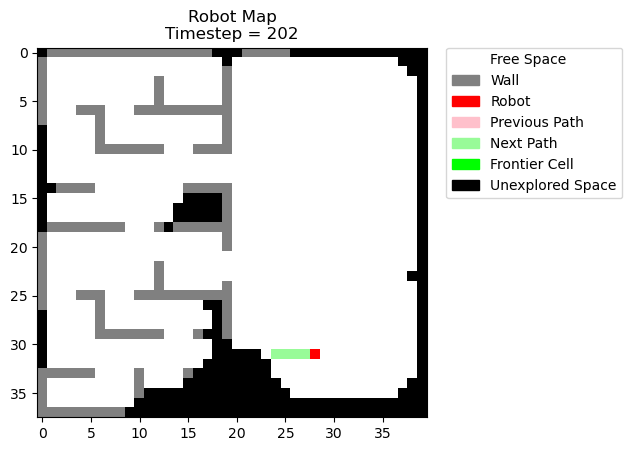 Robot Map
Timestep = 202
0
5
10
15
20
25
30
35
0
5
10
15
20
25
30
35
Free Space
Wall
Robot
Previous Path
Next Path
Frontier Cell
Unexplored Space